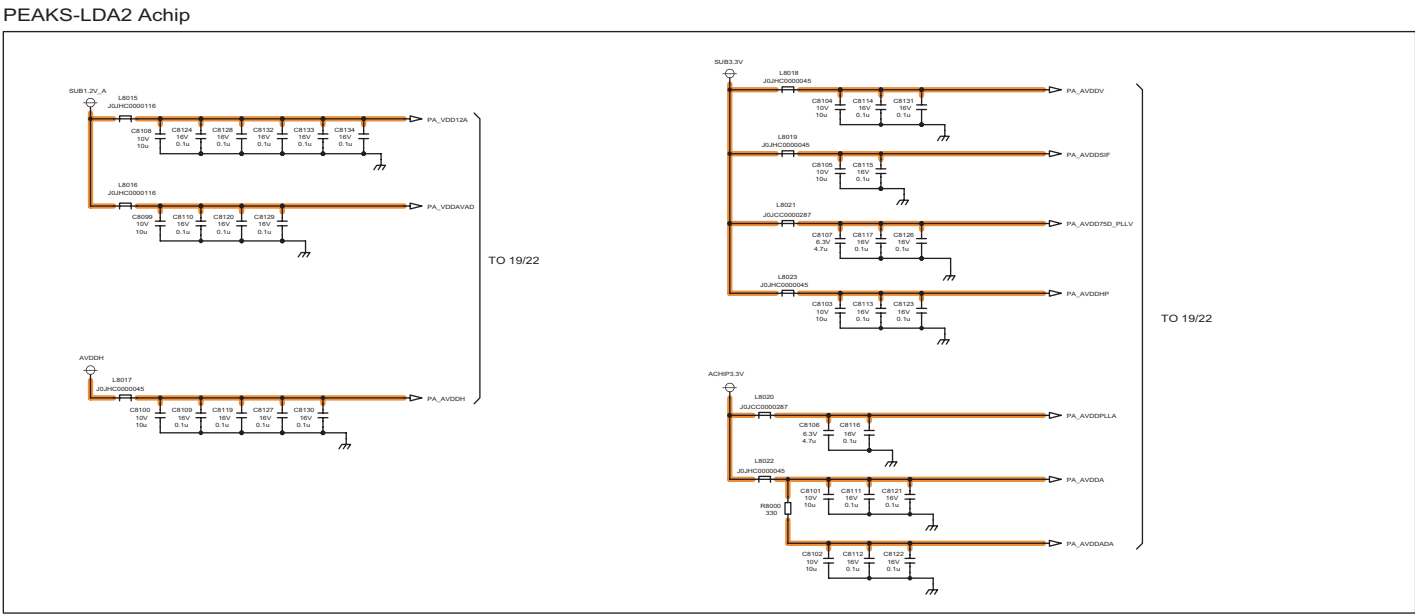 PEAKS-LDA2 Achip
SUB1.2V_A
L8015
J0JHC0000116
PA_VDD12A
C8108 C8124 C8128 C8132 C8133 C8134
10V 16V 16V 16V 16V 16V
10u 0.1u 0.1u 0.1u 0.1u 0.1u
L8016
J0JHC0000116
PA_VDDAVAD
C8099 C8110 C8120 C8129
10V 16V 16V 16V
10u 0.1u 0.1u 0.1u
TO 19/22
AVDDH
L8017
J0JHC0000045
PA_AVDDH
C8100 C8109 C8119 C8127 C8130
10V 16V 16V 16V 16V
10u 0.1u 0.1u 0.1u 0.1u
SUB3.3V
L8018
J0JHC0000045
PA_AVDDV
C8104 C8114 C8131
10V 16V 16V
10u 0.1u 0.1u
L8019
J0JHC0000045
PA_AVDDSIF
C8105 C8115
10V 16V
10u 0.1u
L8021
J0JCC0000287
PA_AVDD75D_PLLV
C8107 C8117 C8126
6.3V 16V 16V
4.7u 0.1u 0.1u
L8023
J0JHC0000045
PA_AVDDHP
C8103 C8113 C8123
10V 16V 16V
10u 0.1u 0.1u
TO 19/22
ACHIP3.3V
L8020
J0JCC0000287
PA_AVDDPLLA
C8106 C8116
6.3V 16V
4.7u 0.1u
L8022
J0JHC0000045
PA_AVDDA
C8101 C8111 C8121
10V 16V 16V
10u 0.1u 0.1u
R8000
330
PA_AVDDADA
C8102 C8112 C8122
10V 16V 16V
10u 0.1u 0.1u